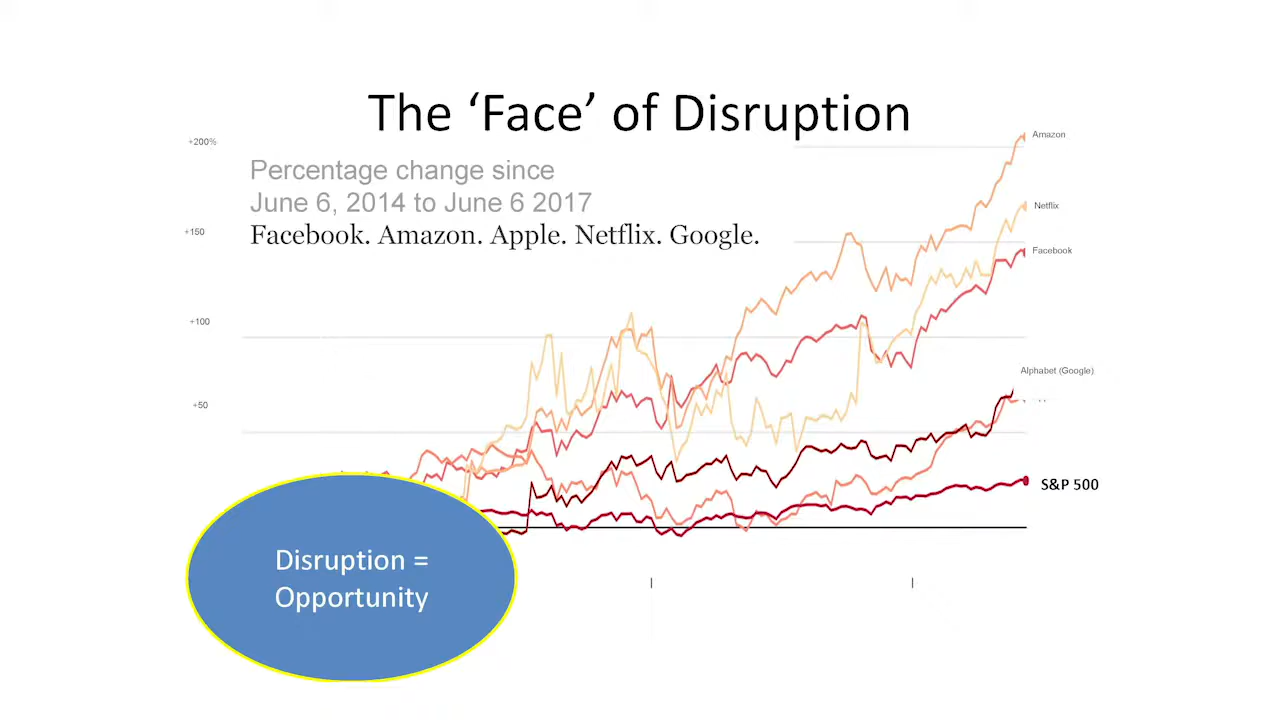 The ‘Face’ of Disruption
Percentage change since
June 6, 2014 to June 6 2017
Facebook. Amazon. Apple. Netflix. Google.
+200%
+150
+100
+50
Amazon
Netflix
Facebook
Alphabet (Google)
S&P 500
Disruption =
Opportunity